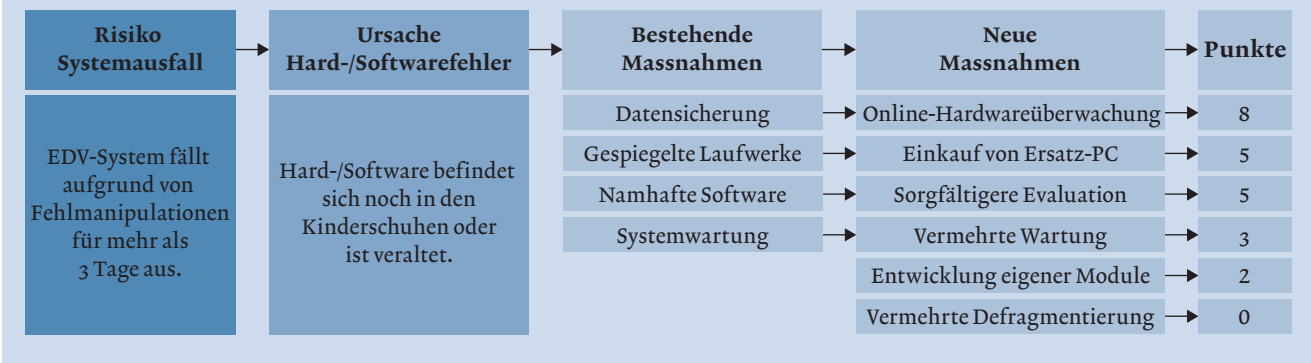 Risiko
Systemausfall
Ursache
Hard-/Softwarefehler
Bestehende
Massnahmen
Neue
Massnahmen
Punkte
EDV-System fällt
aufgrund von
Fehlmanipulationen
für mehr als
3 Tage aus.
Hard-/Software befindet
sich noch in den
Kinderschuhen oder
ist veraltet.
Datensicherung
Online-Hardwareüberwachung
8
Gespiegelte Laufwerke
Einkauf von Ersatz-PC
5
Namhafte Software
Sorgfältigere Evaluation
5
Systemwartung
Vermehrte Wartung
3
Entwicklung eigener Module
2
Vermehrte Defragmentierung
0